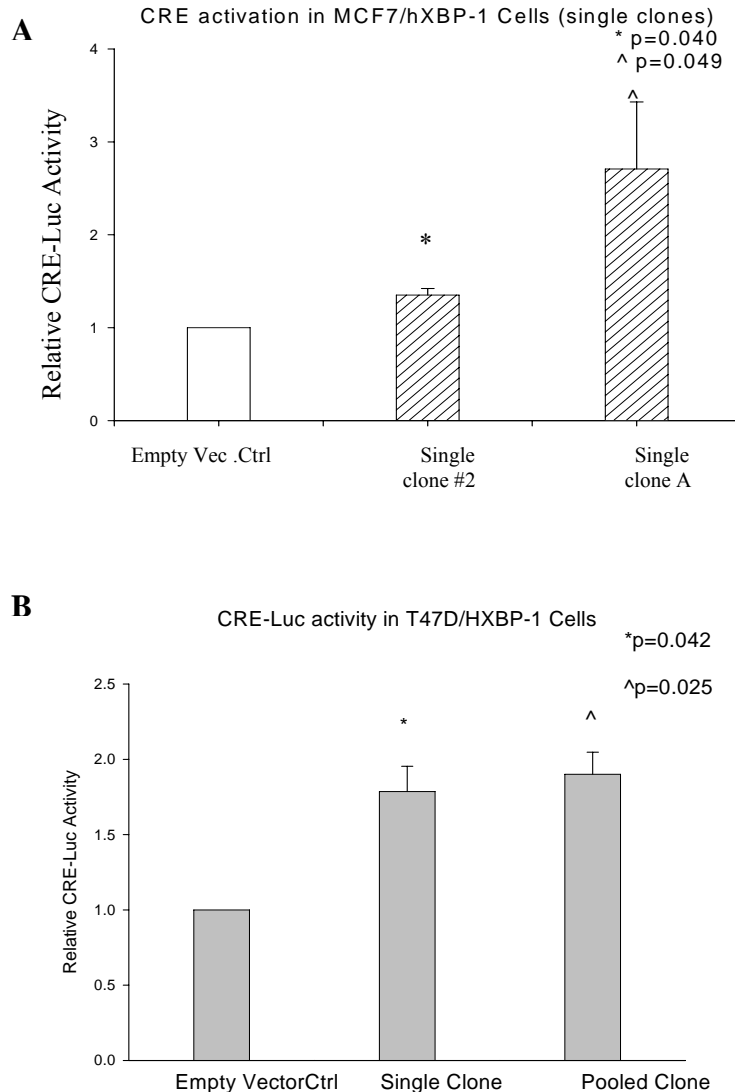 A
CRE activation in MCF7/hXBP-1 Cells (single clones)
* p=0.040
^ p=0.049
Relative CRE-Luc Activity
4
3
2
1
0
^
*
Empty Vec .Ctrl
Single
clone #2
Single
clone A
B
CRE-Luc activity in T47D/HXBP-1 Cells
*p=0.042
^p=0.025
Relative CRE-Luc Activity
2.5
2.0
1.5
1.0
0.5
0.0
*
^
Empty VectorCtrl
Single Clone
Pooled Clone